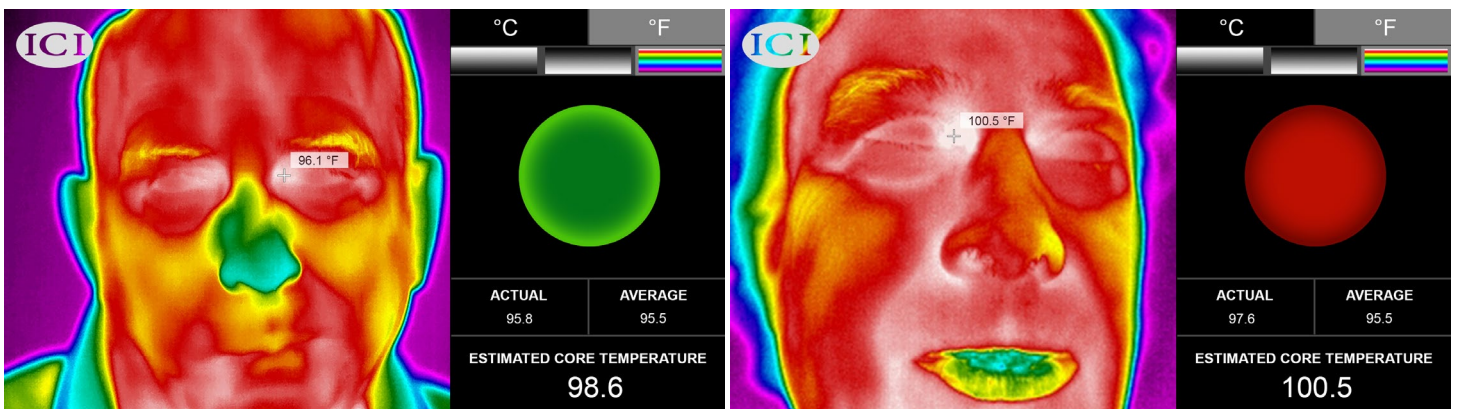 ICI
96.1 °F
°C °F
ACTUAL AVERAGE
95.8 95.5
ESTIMATED CORE TEMPERATURE
98.6
ICI
100.5 °F
°C °F
ACTUAL AVERAGE
97.6 95.5
ESTIMATED CORE TEMPERATURE
100.5